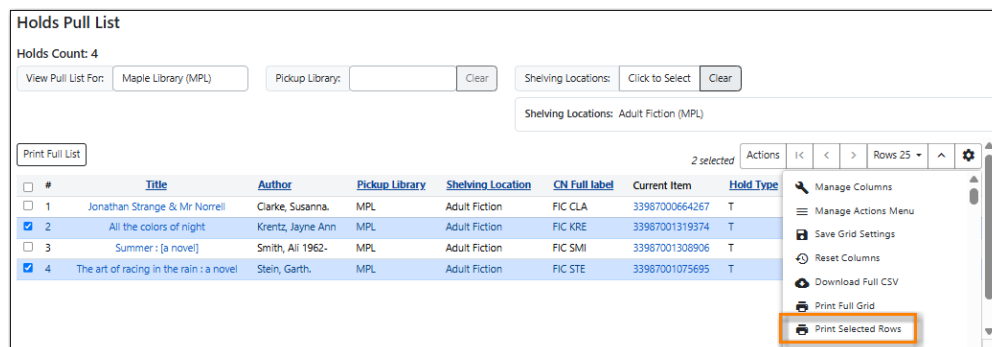 Holds Pull List
Holds Count: 4
View Pull List For: Maple Library (MPL) Pickup Library: Clear Shelving Locations: Click to Select Clear
Shelving Locations: Adult Fiction (MPL)
Print Full List 2 selected Actions Rows 25
# Title Author Pickup Library Shelving Location CN Full label Current Item Hold Type
1 Jonathan Strange & Mr Norrell Clarke, Susanna. MPL Adult Fiction FIC CLA 33987000664267 T
2 All the colors of night Krentz, Jayne Ann MPL Adult Fiction FIC KRE 33987001319374 T
3 Summer : [a novel] Smith, Ali 1962- MPL Adult Fiction FIC SMI 33987001308906 T
4 The art of racing in the rain : a novel Stein, Garth. MPL Adult Fiction FIC STE 33987001075695 T
Manage Columns
Manage Actions Menu
Save Grid Settings
Reset Columns
Download Full CSV
Print Full Grid
Print Selected Rows